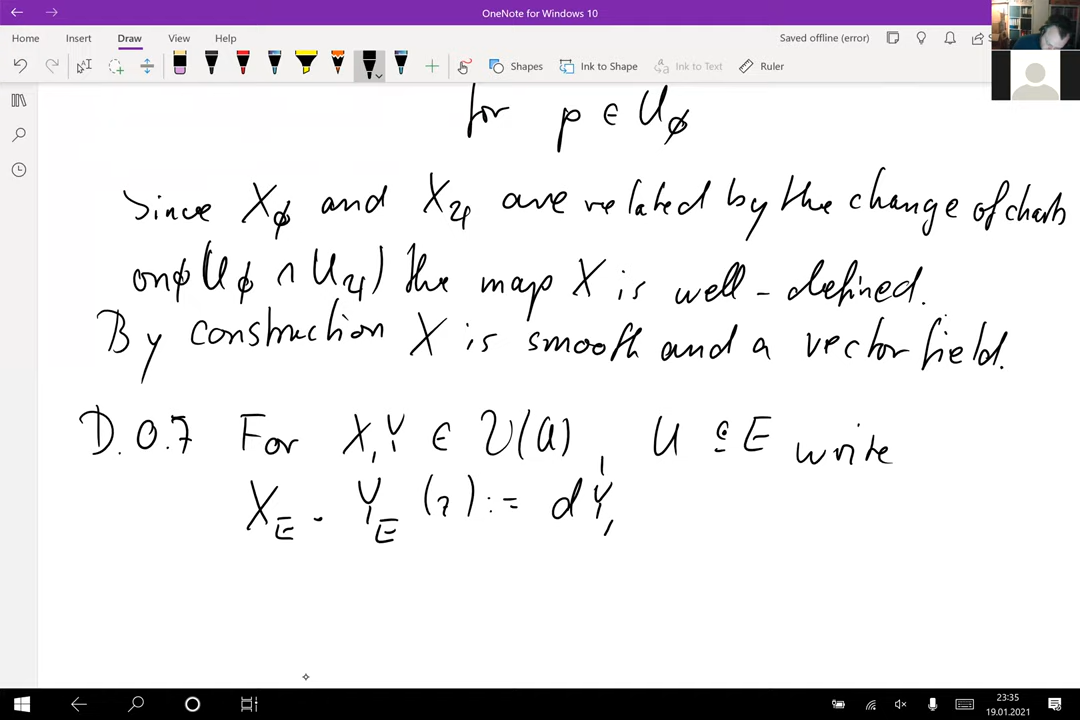 OneNote for Windows 10
Home Insert Draw View Help Saved offline (error)
Shapes Ink to Shape Ink to Text Ruler
for p ∈ U_ϕ
Since X_ϕ and X_ψ are related by the change of charts
on ϕ(U_ϕ ∩ U_ψ) the map X is well-defined.
By construction X is smooth and a vector field.
D.0.7 For X,Y ∈ V(U), U ⊆ E write
X_E . Y_E (z) := dY,
23:35
19.01.2021